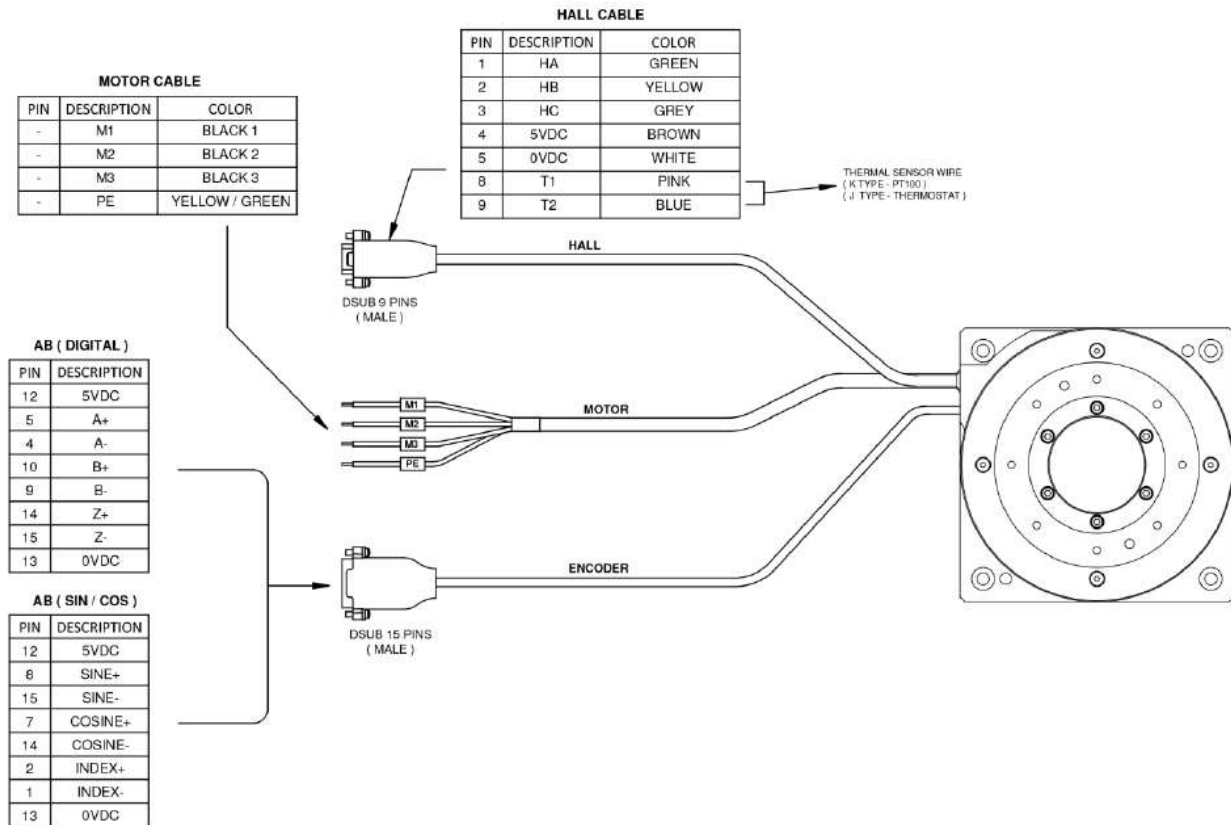 HALL CABLE
PIN DESCRIPTION COLOR
1 HA GREEN
2 HB YELLOW
3 HC GREY
4 5VDC BROWN
5 0VDC WHITE
8 T1 PINK
9 T2 BLUE
THERMAL SENSOR WIRE
( K TYPE - PT100 )
( J TYPE - THERMOSTAT )
MOTOR CABLE
PIN DESCRIPTION COLOR
- M1 BLACK 1
- M2 BLACK 2
- M3 BLACK 3
- PE YELLOW / GREEN
HALL
DSUB 9 PINS
( MALE )
AB ( DIGITAL )
PIN DESCRIPTION
12 5VDC
5 A+
4 A-
10 B+
9 B-
14 Z+
15 Z-
13 0VDC
M1
M2
M3
PE
MOTOR
ENCODER
DSUB 15 PINS
( MALE )
AB ( SIN / COS )
PIN DESCRIPTION
12 5VDC
8 SINE+
15 SINE-
7 COSINE+
14 COSINE-
2 INDEX+
1 INDEX-
13 0VDC